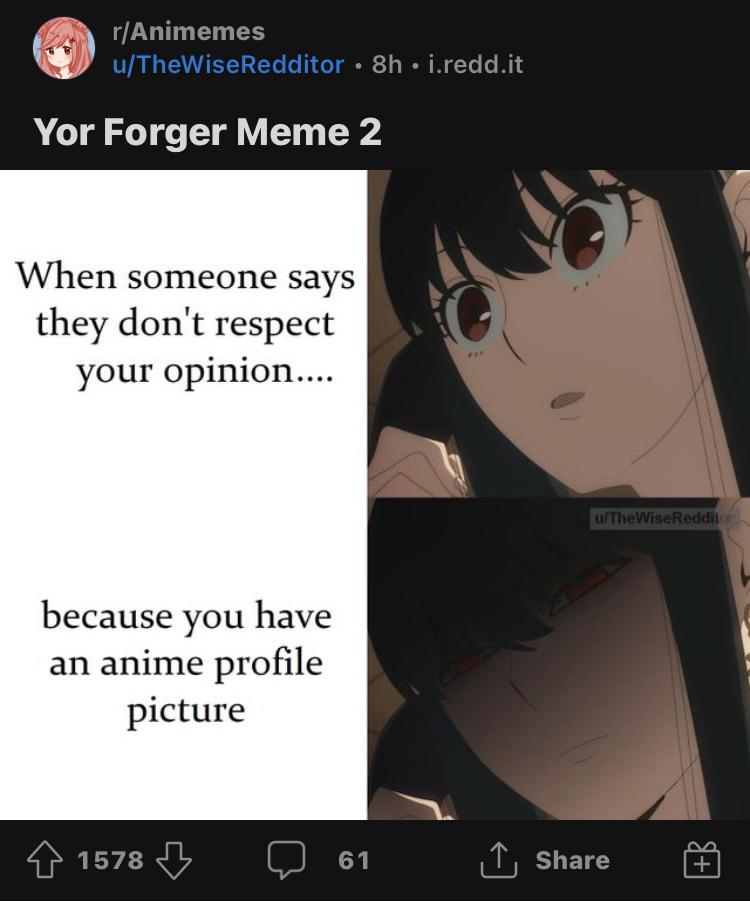 r/Animemes
u/TheWiseRedditor • 8h • i.redd.it
Yor Forger Meme 2
When someone says
they don't respect
your opinion....
u/TheWiseRedditor
because you have
an anime profile
picture
1578
61
Share